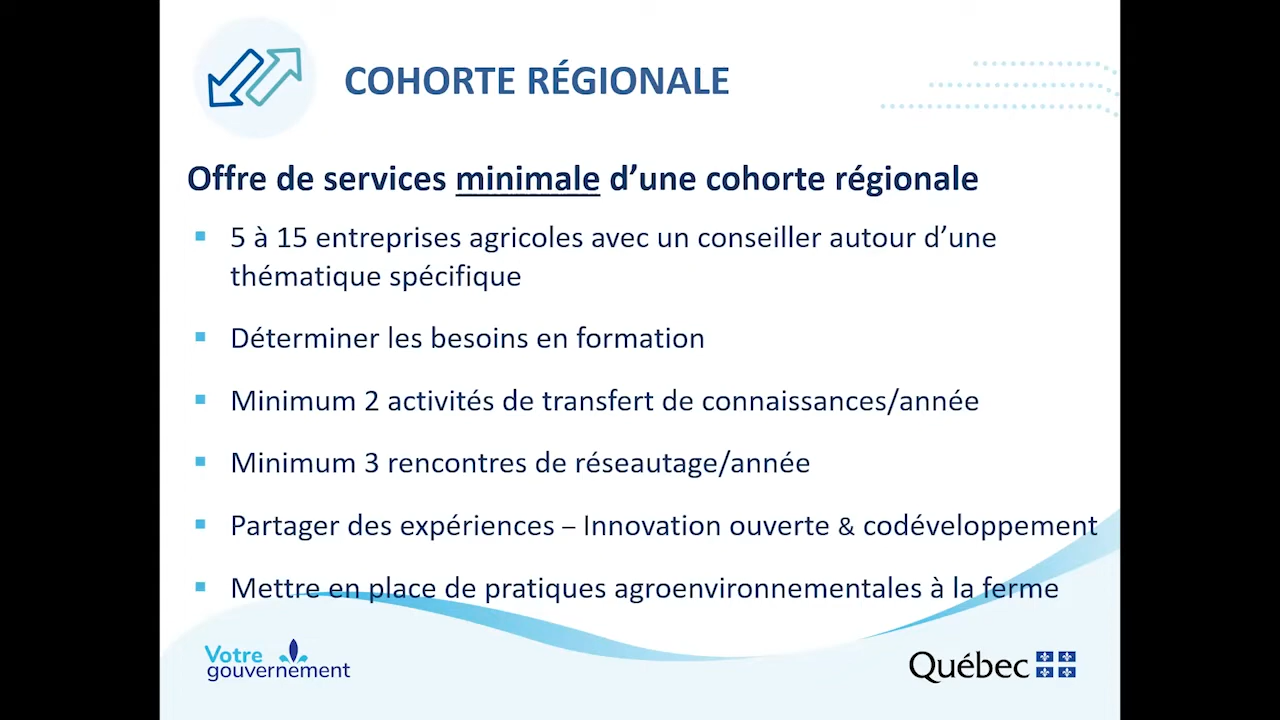 COHORTE RÉGIONALE
Offre de services minimale d’une cohorte régionale
▪ 5 à 15 entreprises agricoles avec un conseiller autour d’une
thématique spécifique
▪ Déterminer les besoins en formation
▪ Minimum 2 activités de transfert de connaissances/année
▪ Minimum 3 rencontres de réseautage/année
▪ Partager des expériences – Innovation ouverte & codéveloppement
▪ Mettre en place de pratiques agroenvironnementales à la ferme
Votre
gouvernement
Québec